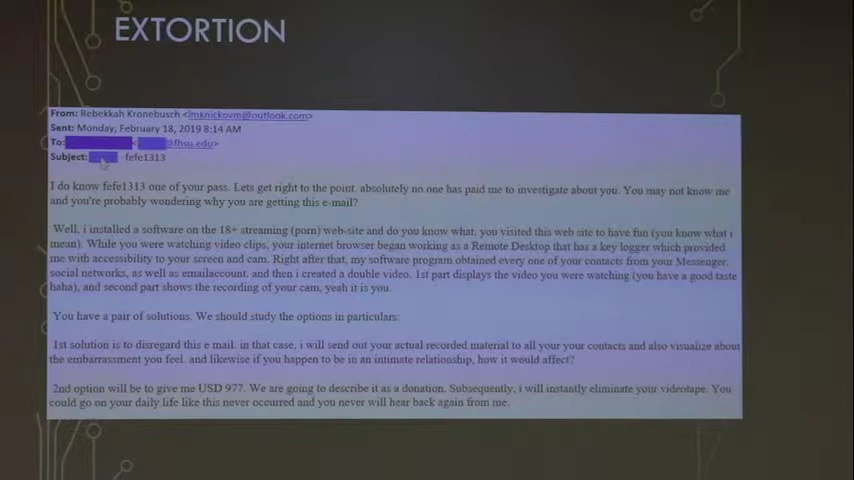 EXTORTION
From: Rebekkah Kronebusch <lmknickovm@outlook.com>
Sent: Monday, February 18, 2019 8:14 AM
To: < @fhsu.edu>
Subject: fefe1313
I do know fefe1313 one of your pass. Lets get right to the point. absolutely no one has paid me to investigate about you. You may not know me
and you're probably wondering why you are getting this e-mail?
Well, i installed a software on the 18+ streaming (porn) web-site and do you know what, you visited this web site to have fun (you know what i
mean). While you were watching video clips, your internet browser began working as a Remote Desktop that has a key logger which provided
me with accessibility to your screen and cam. Right after that, my software program obtained every one of your contacts from your Messenger,
social networks, as well as emailaccount. and then i created a double video. 1st part displays the video you were watching (you have a good taste
haha), and second part shows the recording of your cam, yeah it is you.
You have a pair of solutions. We should study the options in particulars:
1st solution is to disregard this e mail. in that case, i will send out your actual recorded material to all your your contacts and also visualize about
the embarrassment you feel. and likewise if you happen to be in an intimate relationship, how it would affect?
2nd option will be to give me USD 977. We are going to describe it as a donation. Subsequently, i will instantly eliminate your videotape. You
could go on your daily life like this never occurred and you never will hear back again from me.